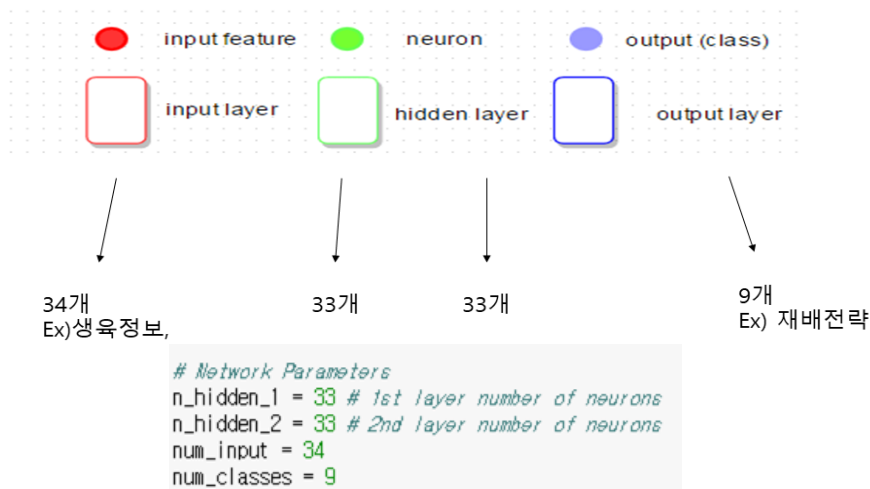 input feature neuron output (class)
input layer hidden layer output layer
34개 33개 33개 9개
Ex)생육정보, Ex) 재배전략
# Network Parameters
n_hidden_1 = 33 # 1st layer number of neurons
n_hidden_2 = 33 # 2nd layer number of neurons
num_input = 34
num_classes = 9